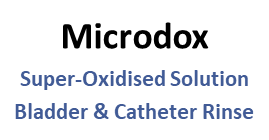 Microdox
Super-Oxidised Solution
Bladder & Catheter Rinse